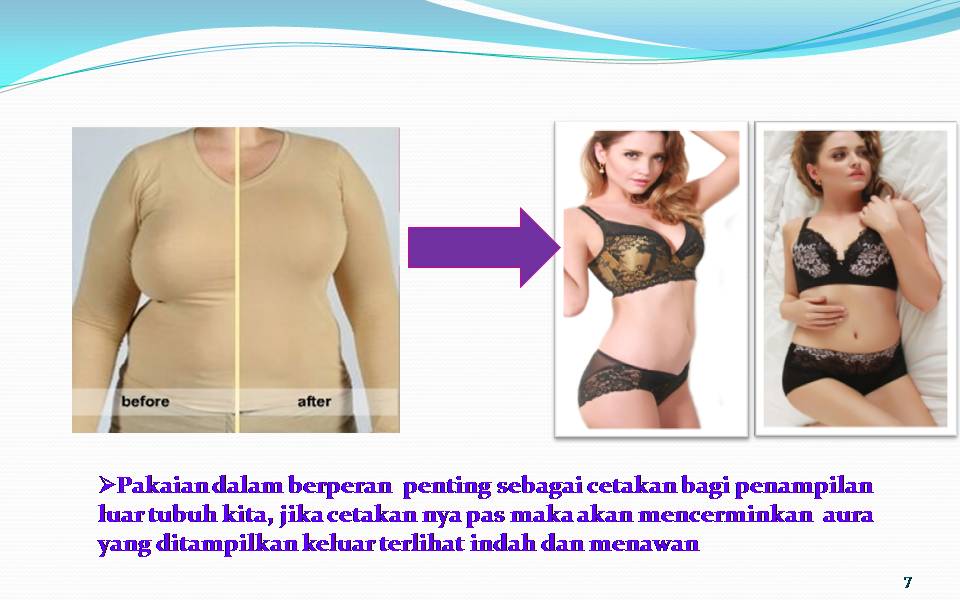 before after
➢Pakaian dalam berperan penting sebagai cetakan bagi penampilan
luar tubuh kita, jika cetakan nya pas maka akan mencerminkan aura
yang ditampilkan keluar terlihat indah dan menawan
7